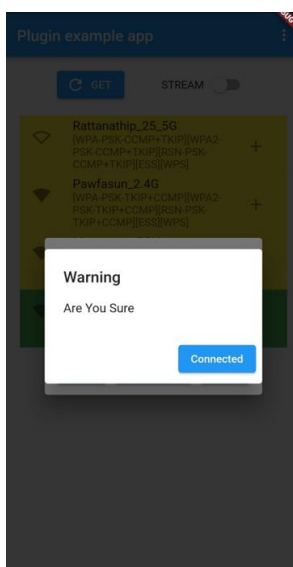 Plugin example app
GET
STREAM
Rattanathip_25_5G
[WPA-PSK-CCMP+TKIP][WPA2-
PSK-CCMP+TKIP][RSN-PSK-
CCMP+TKIP][ESS][WPS]
Pawfasun_2.4G
[WPA-PSK-TKIP+CCMP][WPA2-
PSK-TKIP+CCMP][RSN-PSK-
TKIP+CCMP][ESS][WPS]
Warning
Are You Sure
Connected